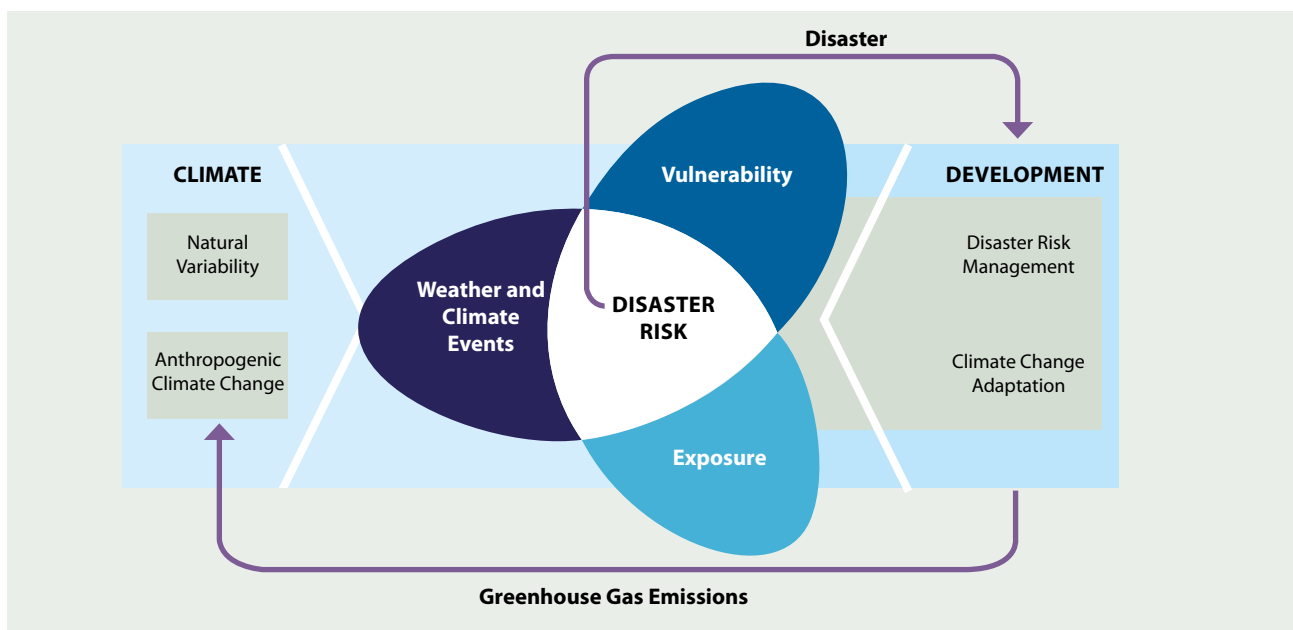 Disaster
CLIMATE
Natural
Variability
Anthropogenic
Climate Change
Weather and
Climate
Events
Vulnerability
DISASTER
RISK
Exposure
DEVELOPMENT
Disaster Risk
Management
Climate Change
Adaptation
Greenhouse Gas Emissions